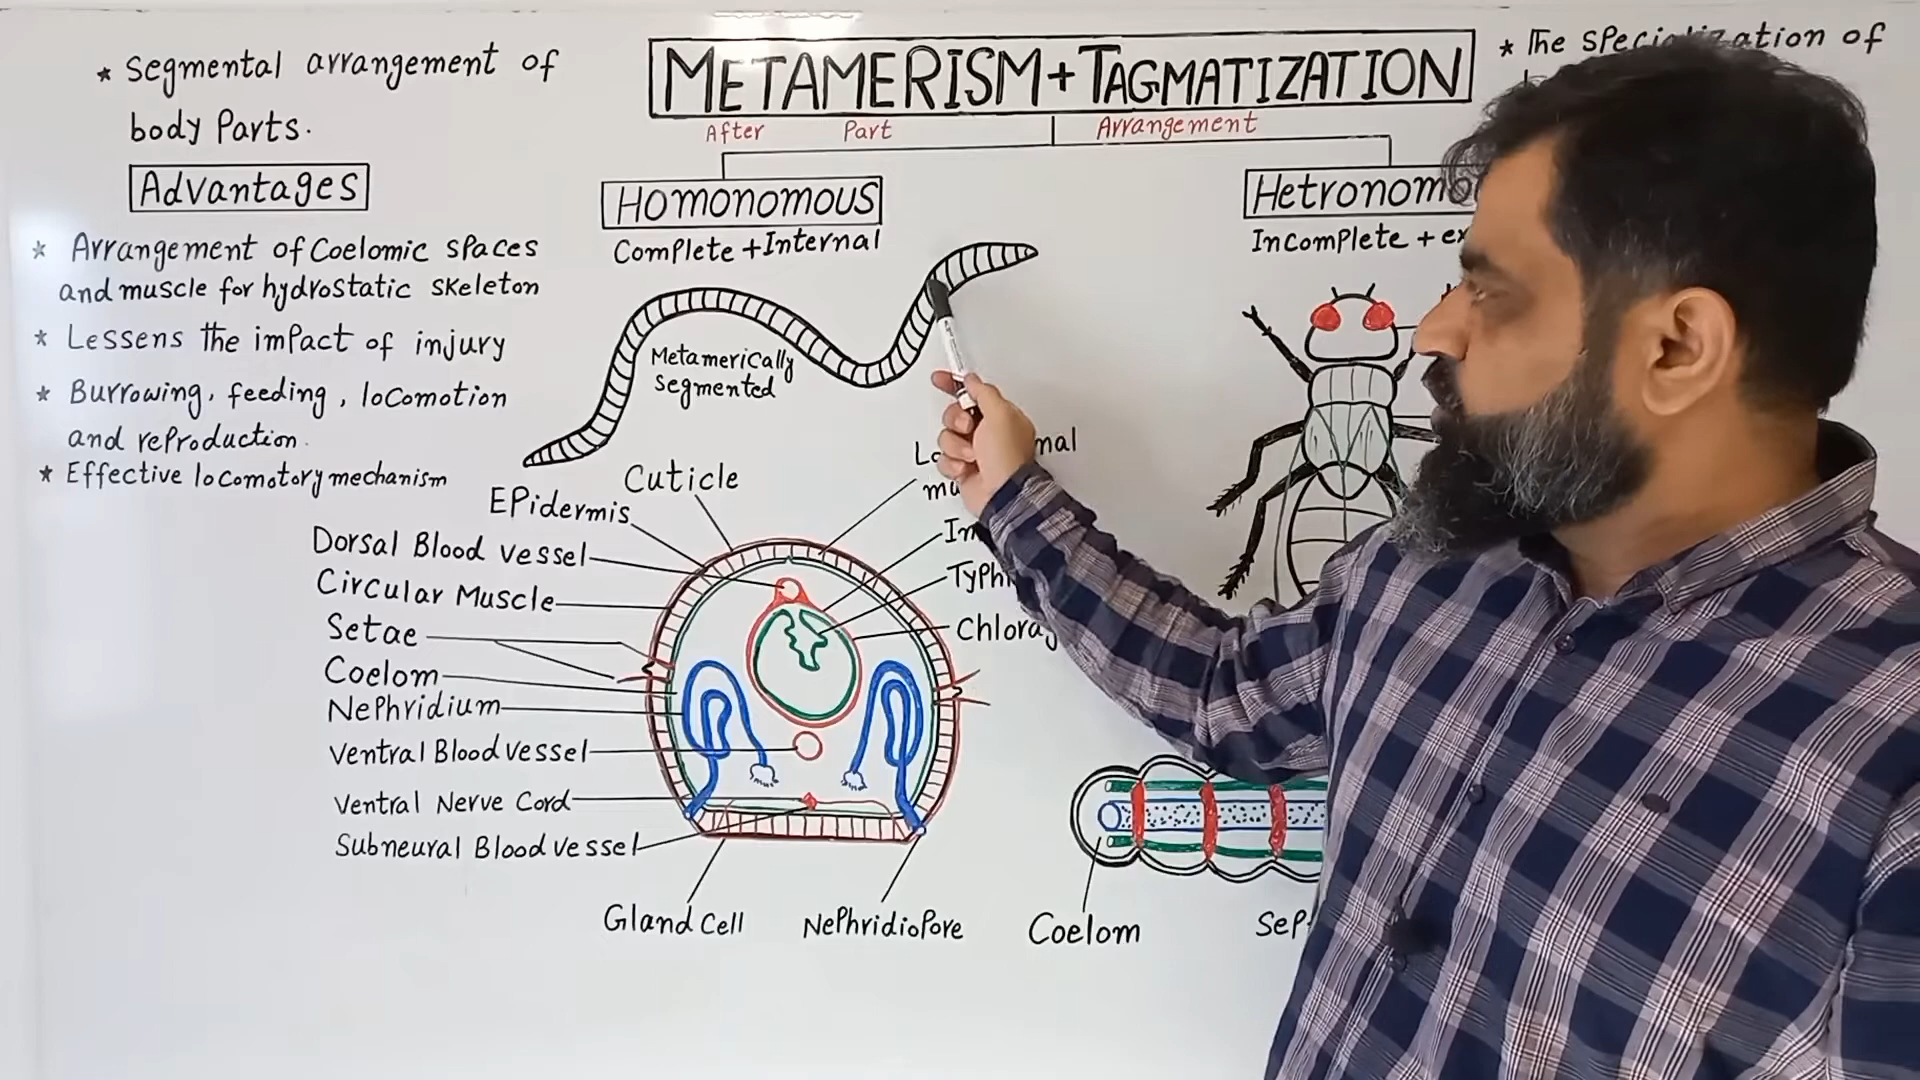 * Segmental arrangement of
body Parts.
Advantages
* Arrangement of Coelomic spaces
and muscle for hydrostatic skeleton
* Lessens the impact of injury
* Burrowing, feeding, locomotion
and reproduction.
* Effective locomotory mechanism
METAMERISM + TAGMATIZATION
After Part Arrangement
Homonomous
Complete + Internal
Metamerically
Segmented
* The specialization of
Incomplete +
Cuticle
Epidermis
Dorsal Blood vessel
Circular Muscle
Setae
Coelom
Nephridium
Ventral Blood vessel
Ventral Nerve Cord
Subneural Blood vessel
Gland Cell
Nephridiopore
Coelom